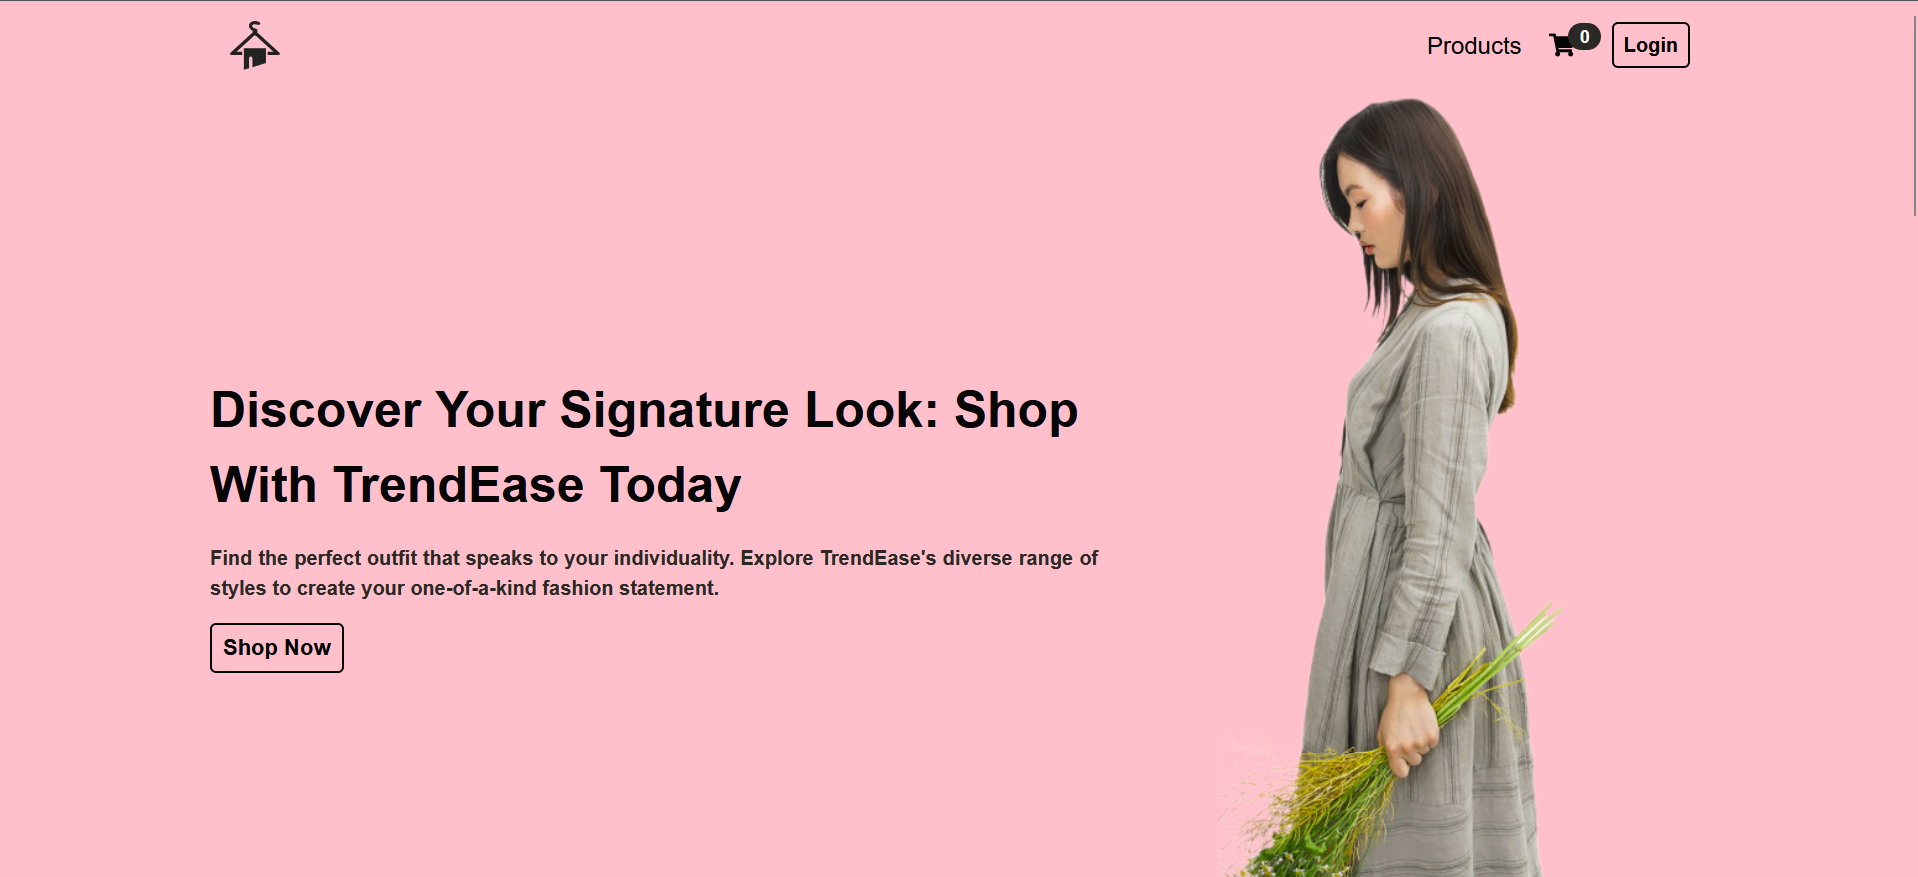 Products
0
Login
Discover Your Signature Look: Shop
With TrendEase Today
Find the perfect outfit that speaks to your individuality. Explore TrendEase's diverse range of
styles to create your one-of-a-kind fashion statement.
Shop Now